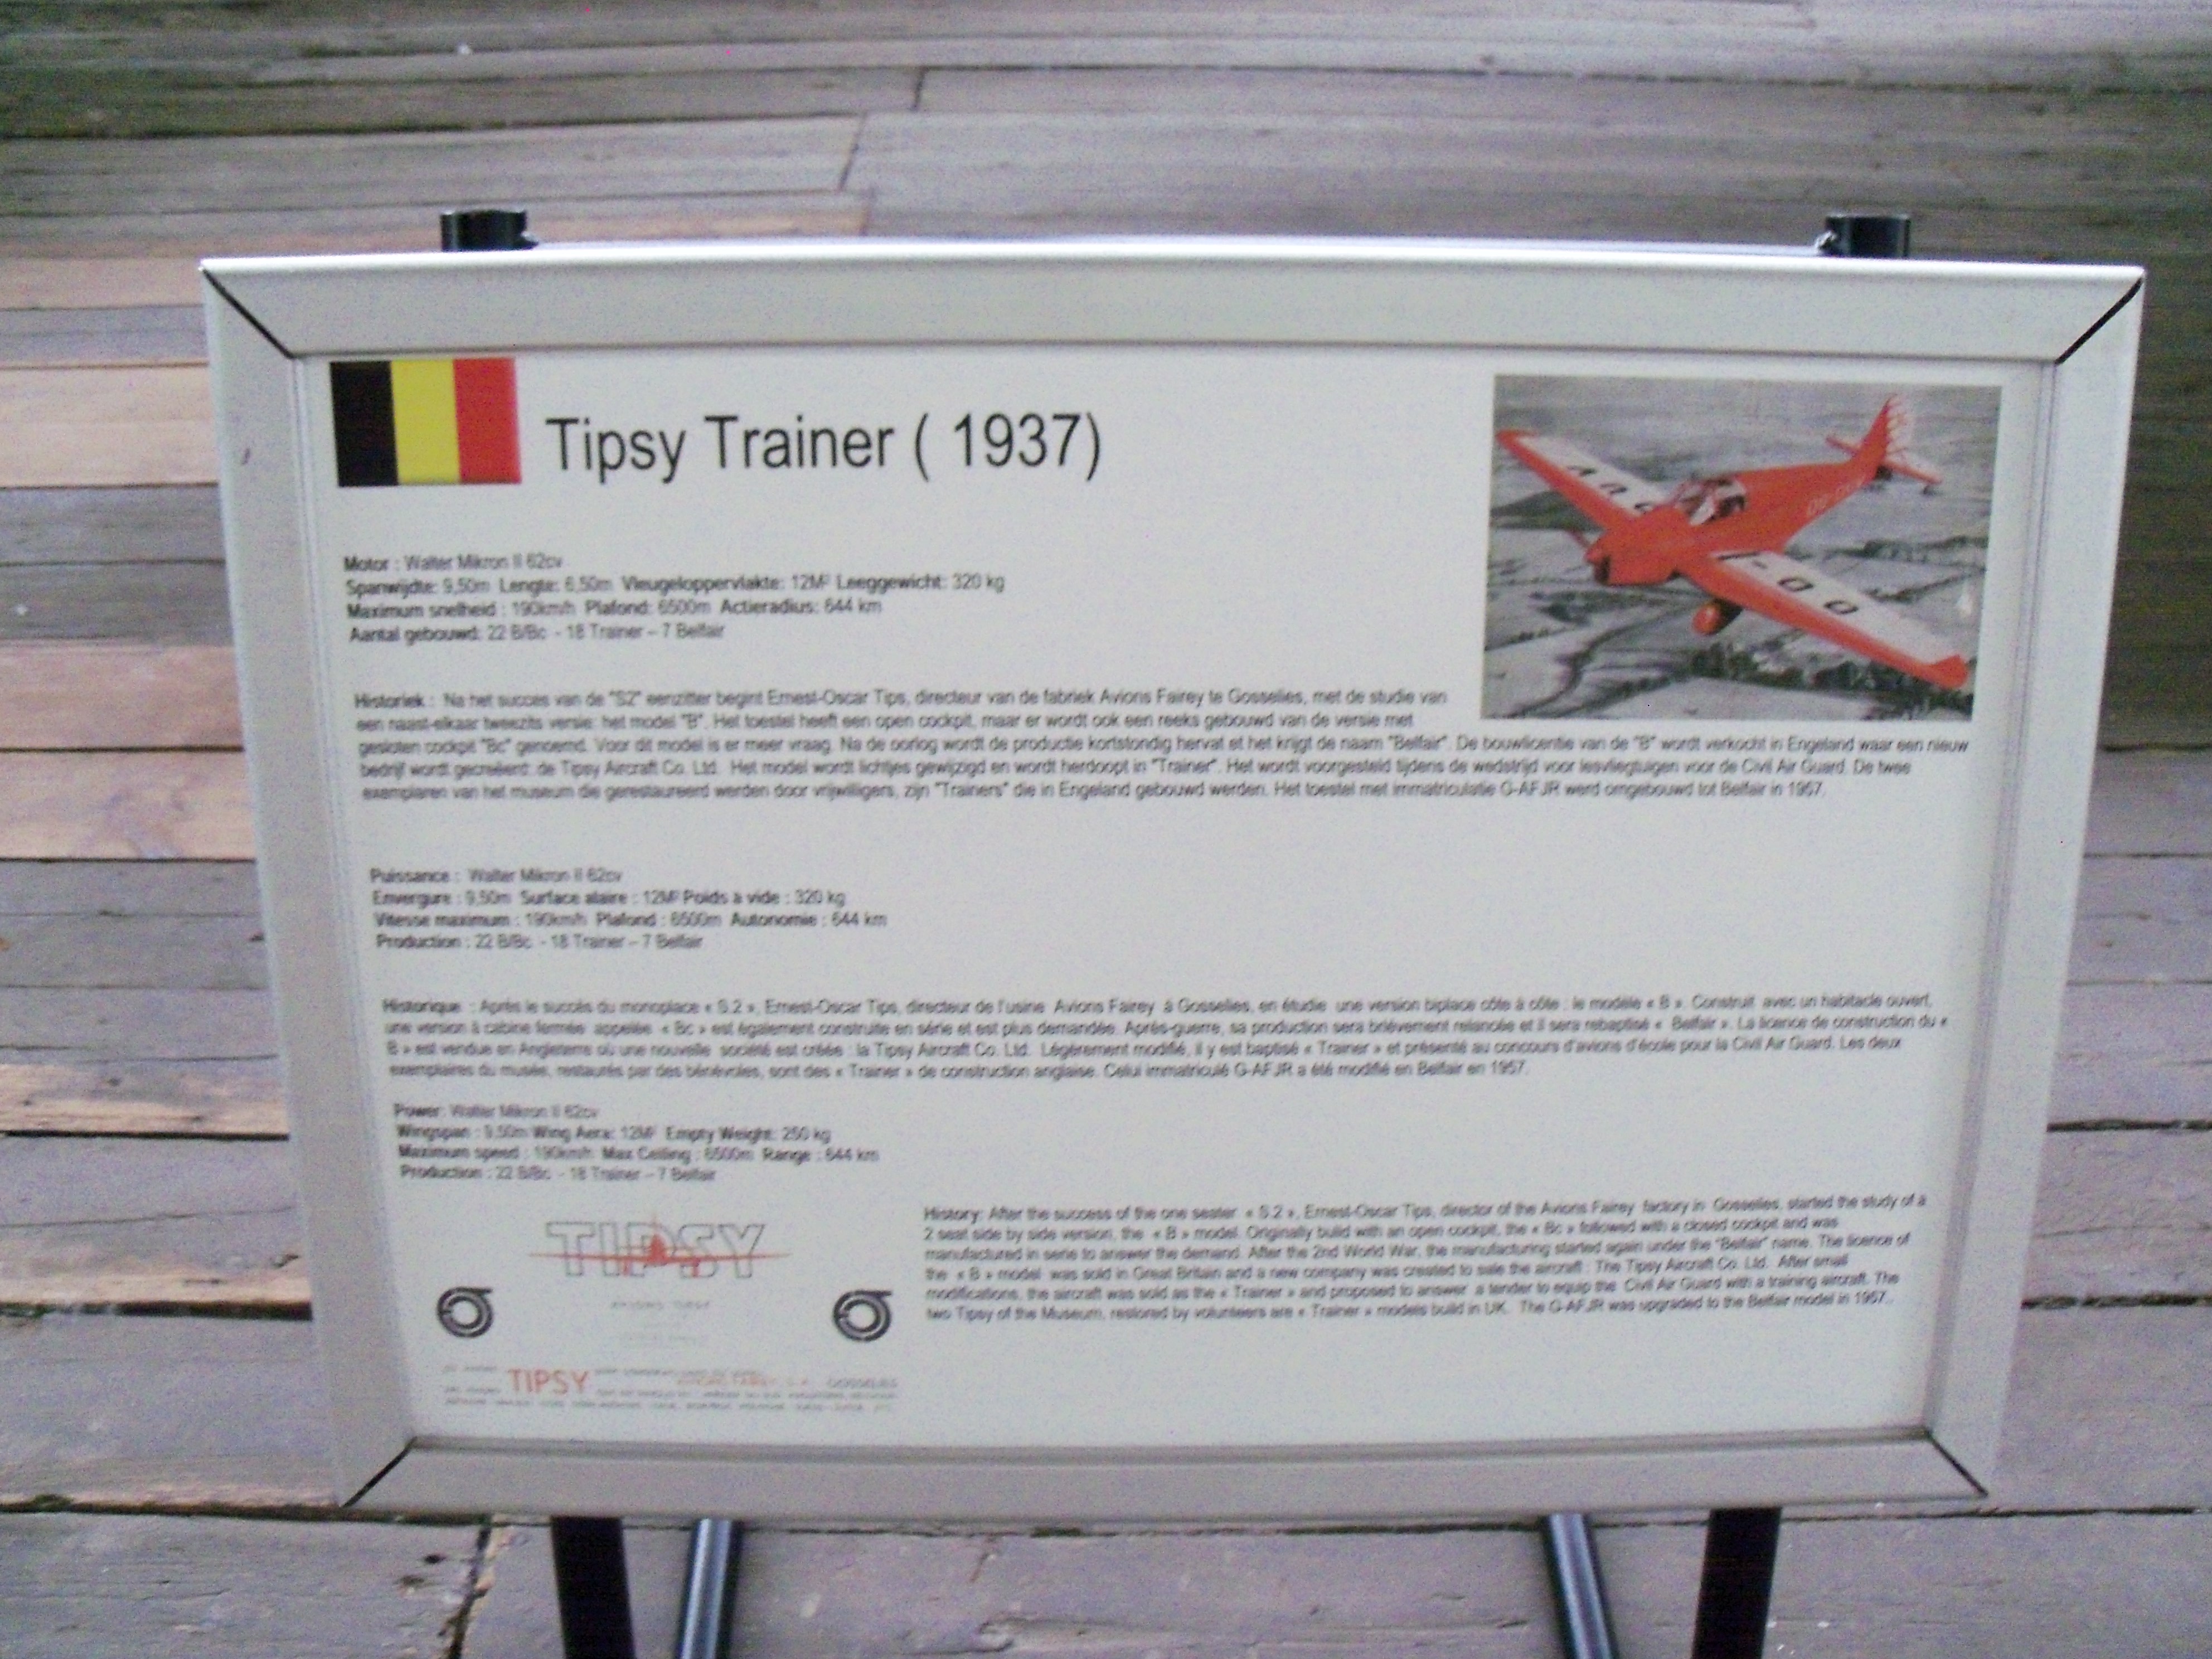 Tipsy Trainer ( 1937)
Motor : Walter Mikron II 62cv
Spanwijdte: 9,50m Lengte: 6,50m Vleugeloppervlakte: 12M² Leeggewicht: 320 kg
Maximum snelheid : 190km/h Plafond: 6500m Actieradius: 644 km
Aantal gebouwd: 22 B/Bc - 18 Trainer – 7 Belfair
Historiek : Na het succes van de "S2" eenzitter begint Ernest-Oscar Tips, directeur van de fabriek Avions Fairey te Gosselies, met de studie van
een naast-elkaar tweezits versie: het model "B". Het toestel heeft een open cockpit, maar er wordt ook een reeks gebouwd van de versie met
gesloten cockpit "Bc" genoemd. Voor dit model is er meer vraag. Na de oorlog wordt de productie kortstondig hervat et het krijgt de naam "Belfair". De bouwlicentie van de "B" wordt verkocht in Engeland waar een nieuw
bedrijf wordt gecreëerd: de Tipsy Aircraft Co. Ltd. Het model wordt lichtjes gewijzigd en wordt herdoopt in "Trainer". Het wordt voorgesteld tijdens de wedstrijd voor lesvliegtuigen voor de Civil Air Guard. De twee
exemplaren van het museum die gerestaureerd werden door vrijwilligers, zijn "Trainers" die in Engeland gebouwd werden. Het toestel met immatriculatie G-AFJR werd omgebouwd tot Belfair in 1957.
Puissance : Walter Mikron II 62cv
Envergure : 9,50m Surface alaire : 12M² Poids à vide : 320 kg
Vitesse maximum : 190km/h Plafond : 6500m Autonomie : 644 km
Production : 22 B/Bc - 18 Trainer – 7 Belfair
Historique : Après le succès du monoplace « S.2 », Ernest-Oscar Tips, directeur de l'usine Avions Fairey à Gosselies, en étudie une version biplace côte à côte : le modèle « B ». Construit avec un habitacle ouvert,
une version à cabine fermée appelée « Bc » est également construite en série et est plus demandée. Après-guerre, sa production sera brièvement relancée et il sera rebaptisé « Belfair ». La licence de construction du «
B » est vendue en Angleterre où une nouvelle société est créée : la Tipsy Aircraft Co. Ltd. Légèrement modifié, il y est baptisé « Trainer » et présenté au concours d'avions d'école pour la Civil Air Guard. Les deux
exemplaires du musée, restaurés par des bénévoles, sont des « Trainer » de construction anglaise. Celui immatriculé G-AFJR a été modifié en Belfair en 1957.
Power: Walter Mikron II 62cv
Wingspan : 9,50m Wing Aera: 12M² Empty Weight: 250 kg
Maximum speed : 190km/h Max Ceiling : 6500m Range : 644 km
Production : 22 B/Bc - 18 Trainer – 7 Belfair
History: After the success of the one seater « S.2 », Ernest-Oscar Tips, director of the Avions Fairey factory in Gosselies, started the study of a
2 seat side by side version, the « B » model. Originally build with an open cockpit, the « Bc » followed with a closed cockpit and was
manufactured in serie to answer the demand. After the 2nd World War, the manufacturing started again under the "Belfair" name. The licence of
the « B » model was sold in Great Britain and a new company was created to sale the aircraft : The Tipsy Aircraft Co. Ltd. After small
modifications, the aircraft was sold as the « Trainer » and proposed to answer a tender to equip the Civil Air Guard with a training aircraft. The
two Tipsy of the Museum, restored by volunteers are « Trainer » models build in UK. The G-AFJR was upgraded to the Belfair model in 1957.
TIPSY
AVIONS TIPSY
TIPSY